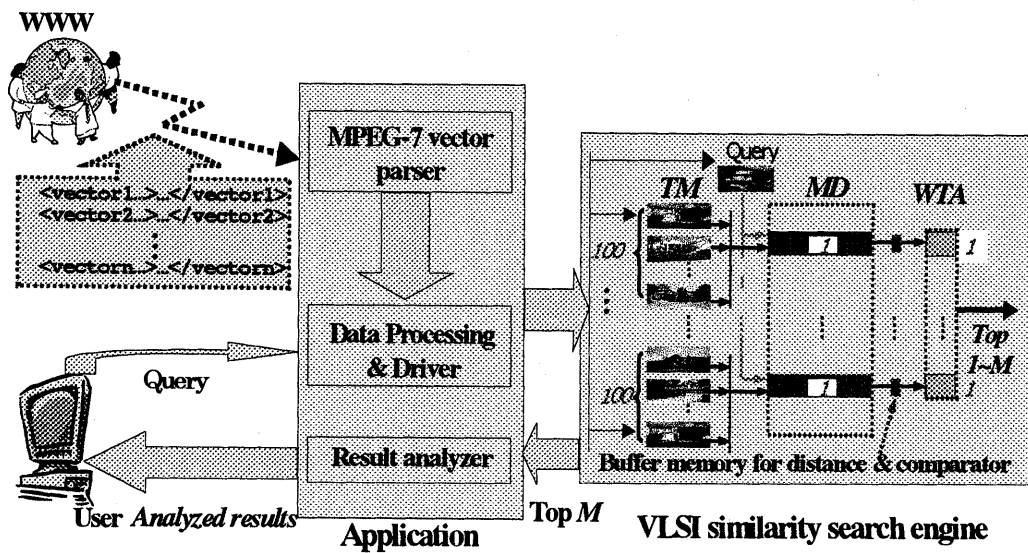 WWW
<vector1…>…</vector1>
<vector2…>…</vector2>
<vectorn…>…</vectorn>
MPEG-7 vector
parser
Data Processing
& Driver
Result analyzer
Application
Query
User Analyzed results
Top M
Query
TM
MD
WTA
100
1
1
100
1
1
Top
1~M
Buffer memory for distance & comparator
VLSI similarity search engine